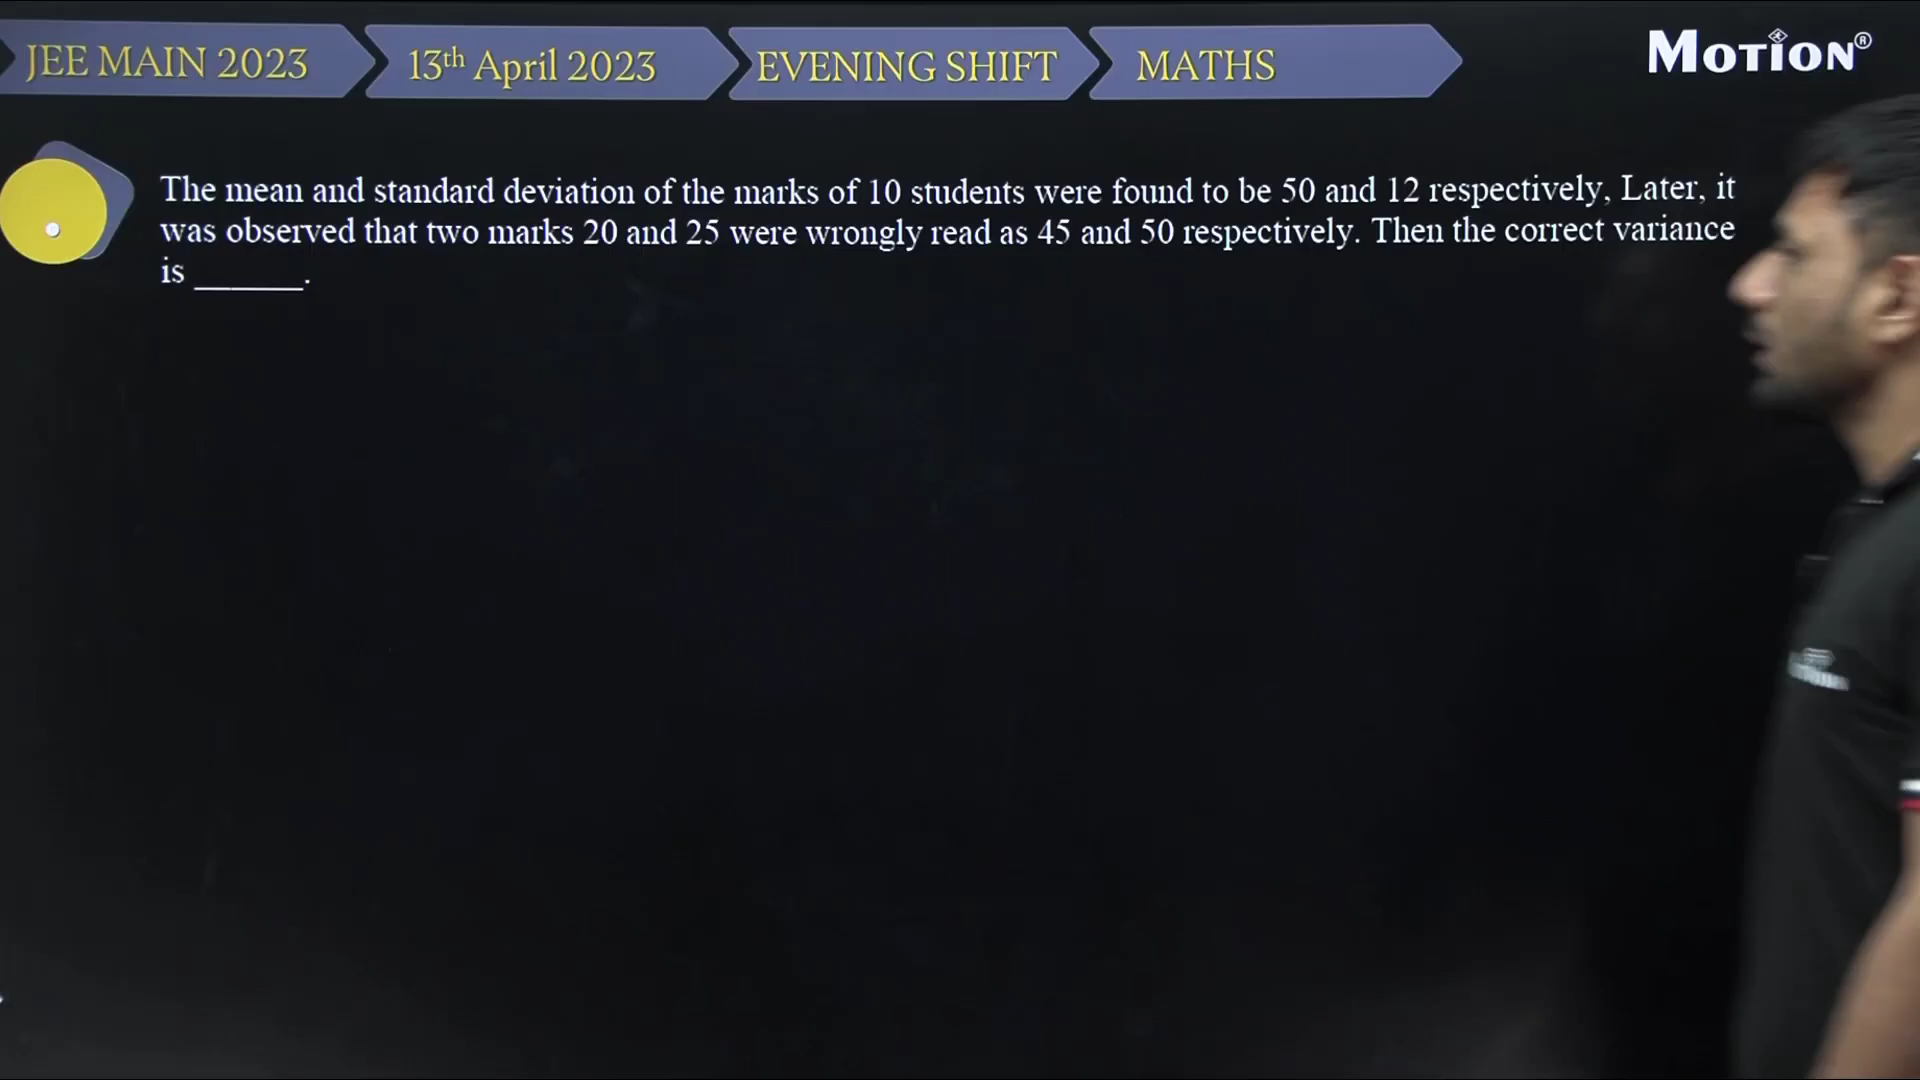 JEE MAIN 2023
13th April 2023
EVENING SHIFT
MATHS
MOTION®
The mean and standard deviation of the marks of 10 students were found to be 50 and 12 respectively, Later, it
was observed that two marks 20 and 25 were wrongly read as 45 and 50 respectively. Then the correct variance
is _______.